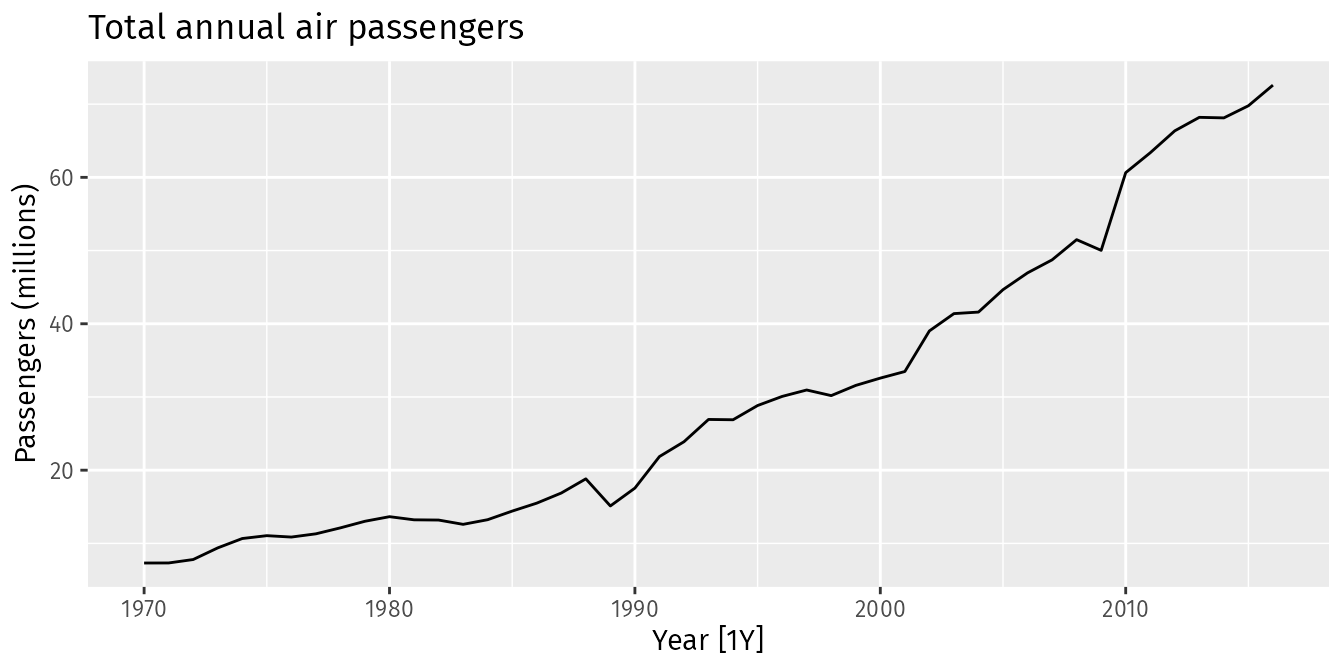 Total annual air passengers
Passengers (millions)
60
40
20
1970 1980 1990 2000 2010
Year [1Y]